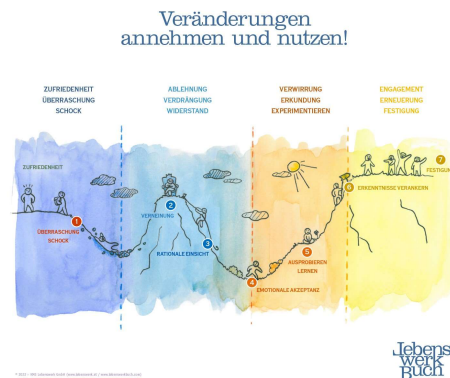 Veränderungen
annehmen und nutzen!
ZUFRIEDENHEIT
ÜBERRASCHUNG
SCHOCK
ABLEHNUNG
VERDRÄNGUNG
WIDERSTAND
VERWIRRUNG
ERKUNDUNG
EXPERIMENTIEREN
ENGAGEMENT
ERNEUERUNG
FESTIGUNG
ZUFRIEDENHEIT
1
ÜBERRASCHUNG
SCHOCK
2
VERNEINUNG
3
RATIONALE EINSICHT
4
EMOTIONALE AKZEPTANZ
5
AUSPROBIEREN
LERNEN
6
ERKENNTNISSE VERANKERN
7
FESTIGUN
Lebens
werk
Buch